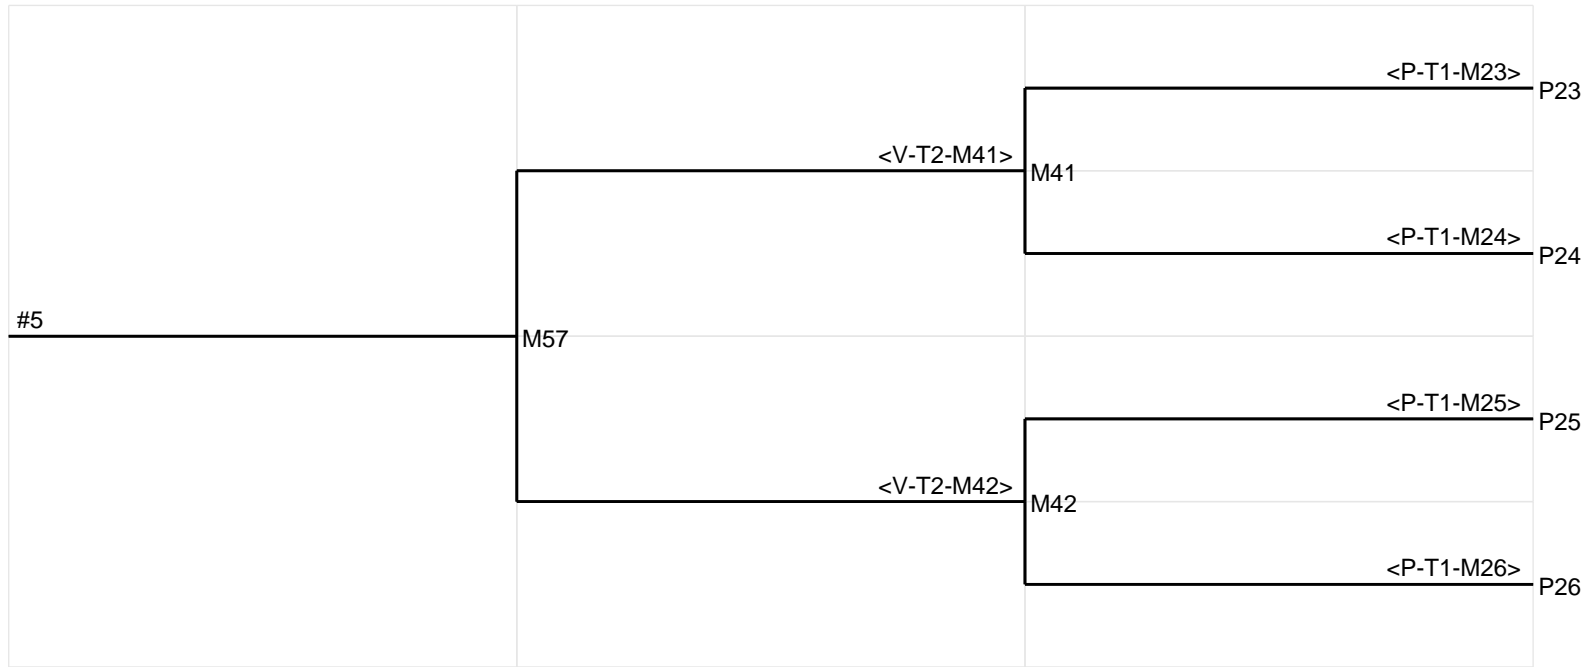 <P-T1-M23>
P23
<V-T2-M41>
M41
<P-T1-M24>
P24
#5
M57
<P-T1-M25>
P25
<V-T2-M42>
M42
<P-T1-M26>
P26